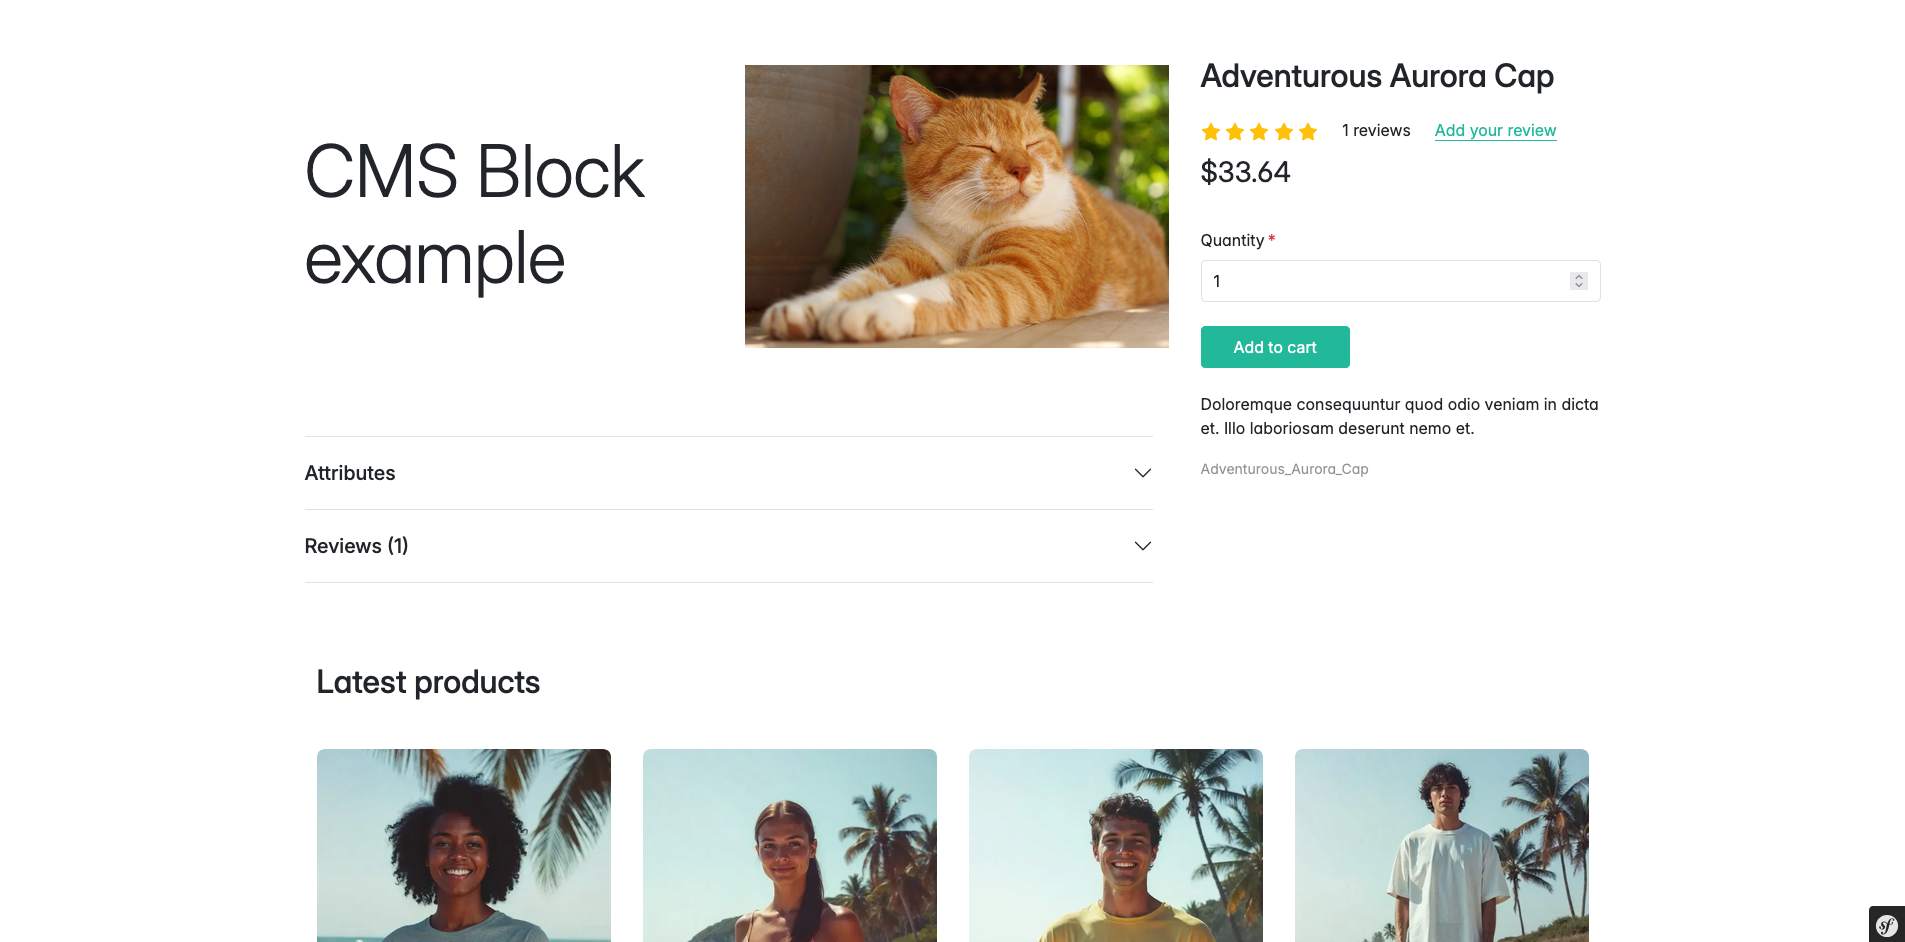 CMS Block
example
Adventurous Aurora Cap
1 reviews Add your review
$33.64
Quantity *
1
Add to cart
Doloremque consequuntur quod odio veniam in dicta
et. Illo laboriosam deserunt nemo et.
Adventurous_Aurora_Cap
Attributes
Reviews (1)
Latest products
sf